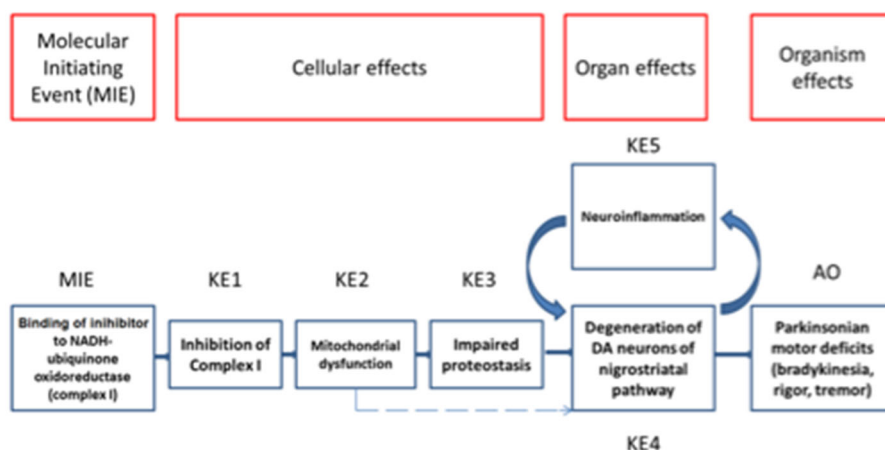 Molecular
Initiating
Event (MIE)
Cellular effects
Organ effects
Organism
effects
KE5
Neuroinflammation
MIE
KE1
KE2
KE3
AO
Binding of inihibitor
to NADH-
ubiquinone
oxidoreductase
(complex I)
Inhibition of
Complex I
Mitochondrial
dysfunction
Impaired
proteostasis
Degeneration of
DA neurons of
nigrostriatal
pathway
Parkinsonian
motor deficits
(bradykinesia,
rigor, tremor)
KE4